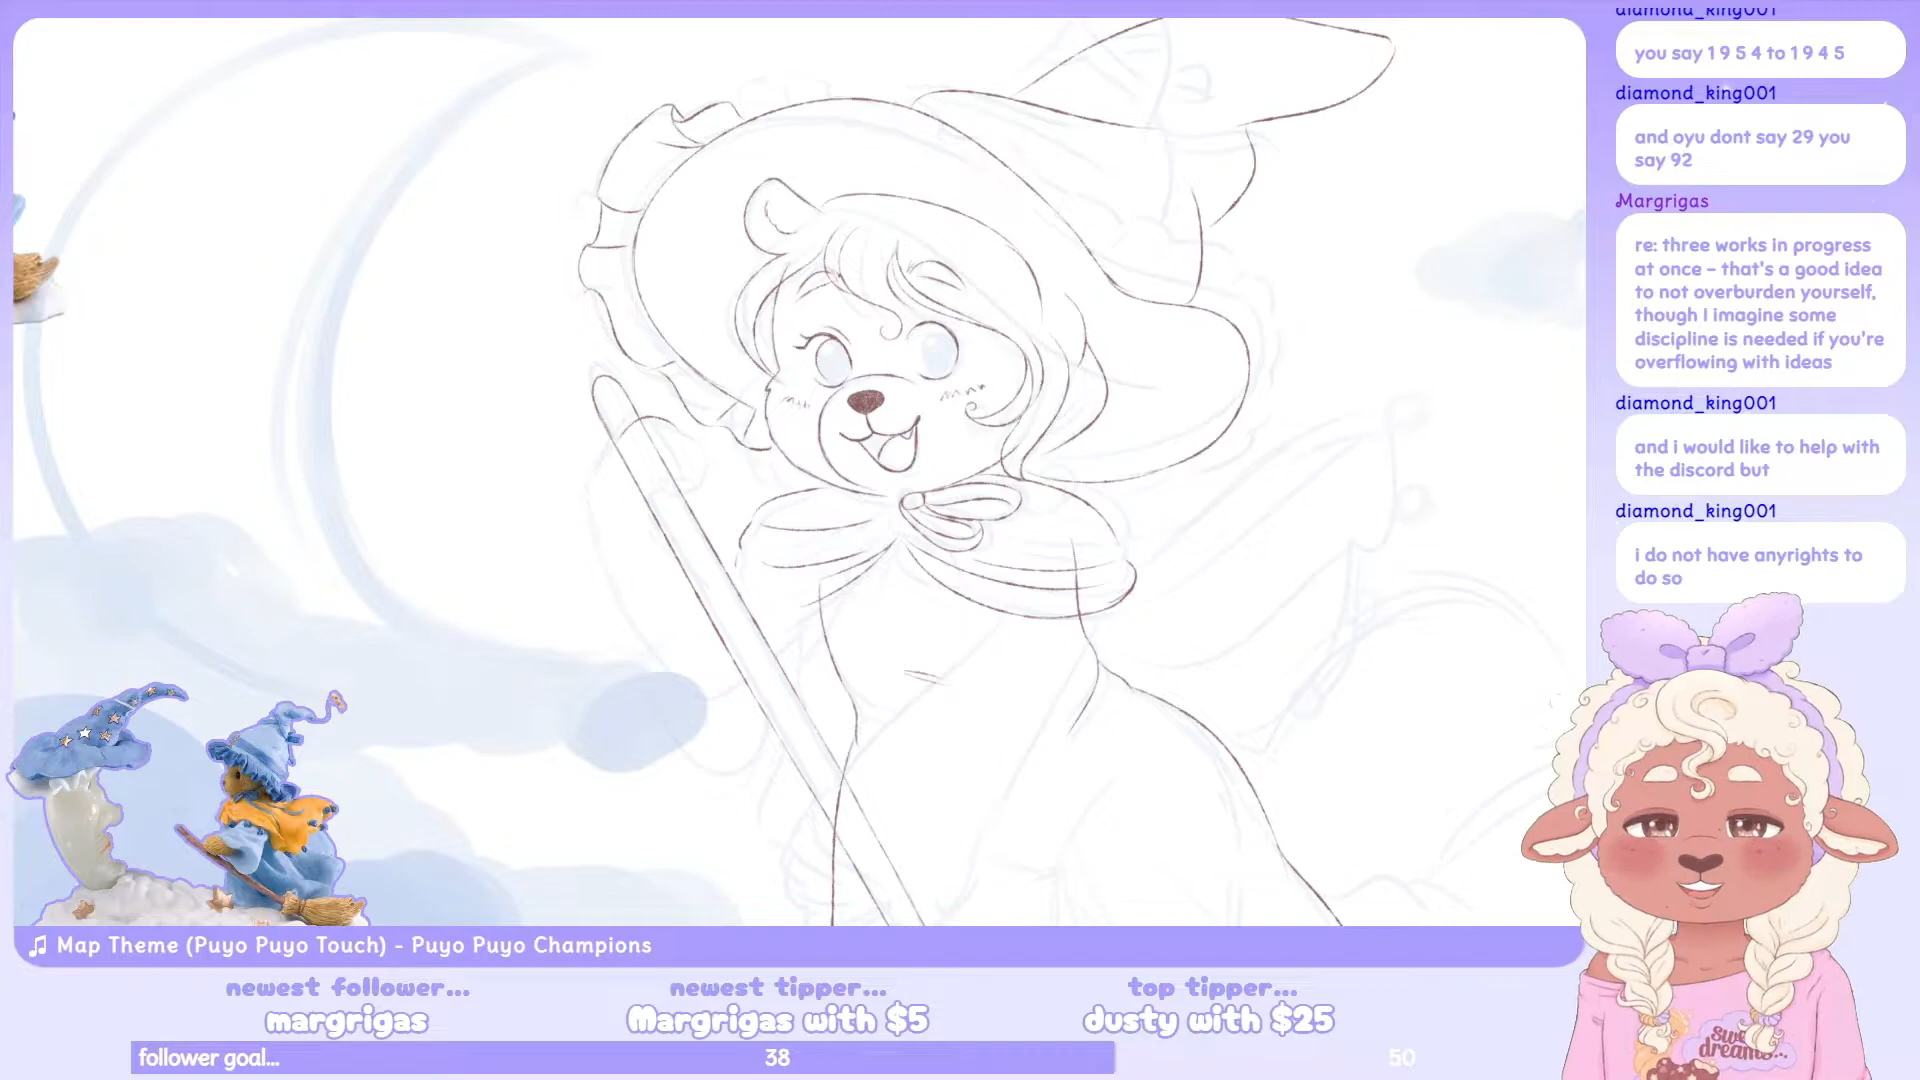 diamond_king001
you say 1 9 5 4 to 1 9 4 5
diamond_king001
and oyu dont say 29 you
say 92
Margrigas
re: three works in progress
at once - that's a good idea
to not overburden yourself,
though I imagine some
discipline is needed if you're
overflowing with ideas
diamond_king001
and i would like to help with
the discord but
diamond_king001
i do not have anyrights to
do so
Map Theme (Puyo Puyo Touch) - Puyo Puyo Champions
newest follower...
margrigas
newest tipper...
Margrigas with $5
top tipper...
dusty with $25
follower goal...
38
50
dreams...